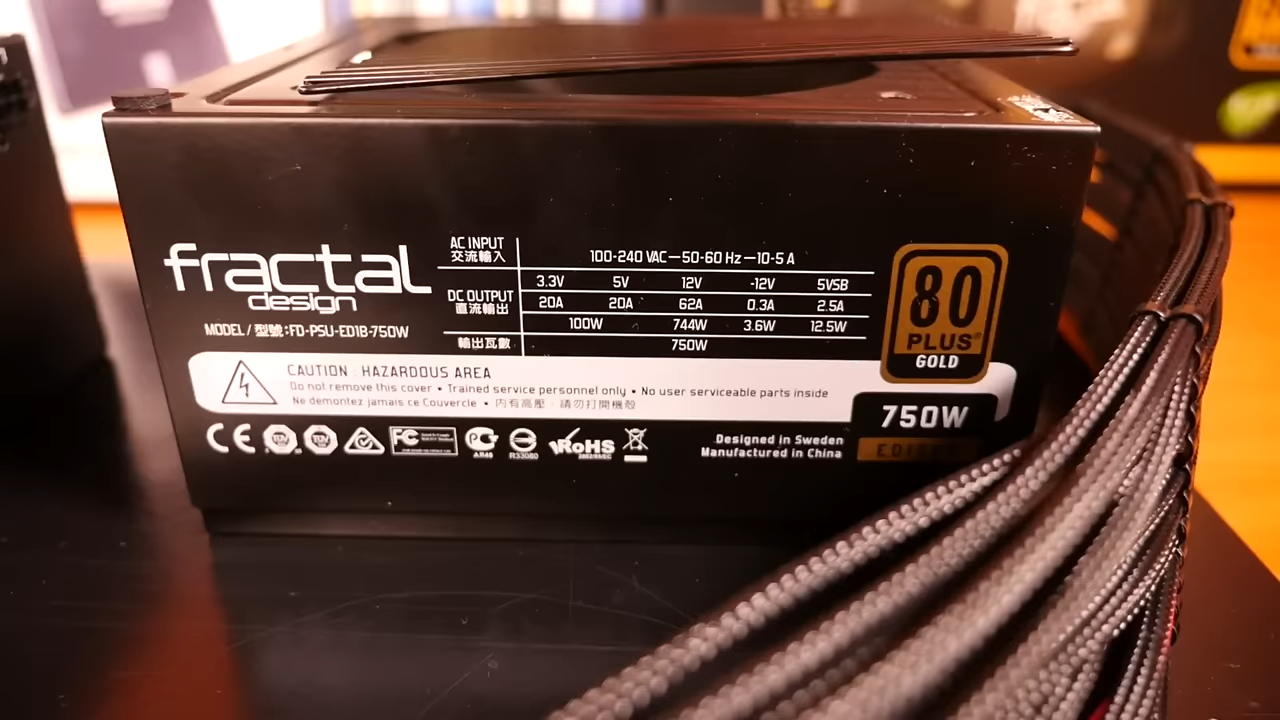 fractal
design
MODEL / 型號:FD-PSU-ED1B-750W
AC INPUT 100-240 VAC—50-60 Hz—10-5 A
交流輸入
3.3V 5V 12V -12V 5VSB
DC OUTPUT 20A 20A 62A 0.3A 2.5A
直流輸出
100W 744W 3.6W 12.5W
輸出瓦數 750W
80
PLUS®
GOLD
CAUTION : HAZARDOUS AREA
Do not remove this cover • Trained service personnel only • No user serviceable parts inside
Ne demontez jamais ce Couvercle • 内有高壓﹐請勿打開機殼
750W
CE TÜV TÜV FC PG RoHS
R33080
Designed in Sweden
Manufactured in China